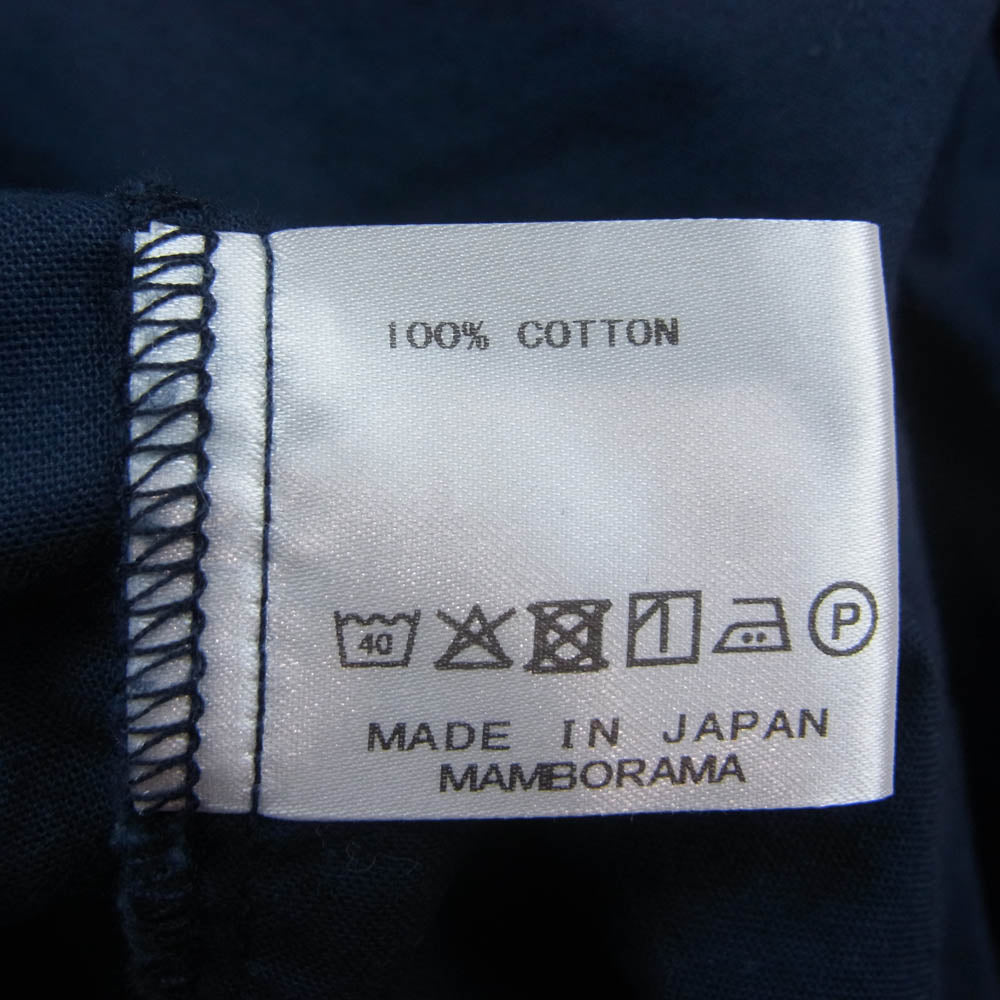 100% COTTON
40
P
MADE IN JAPAN
MAMBORAMA